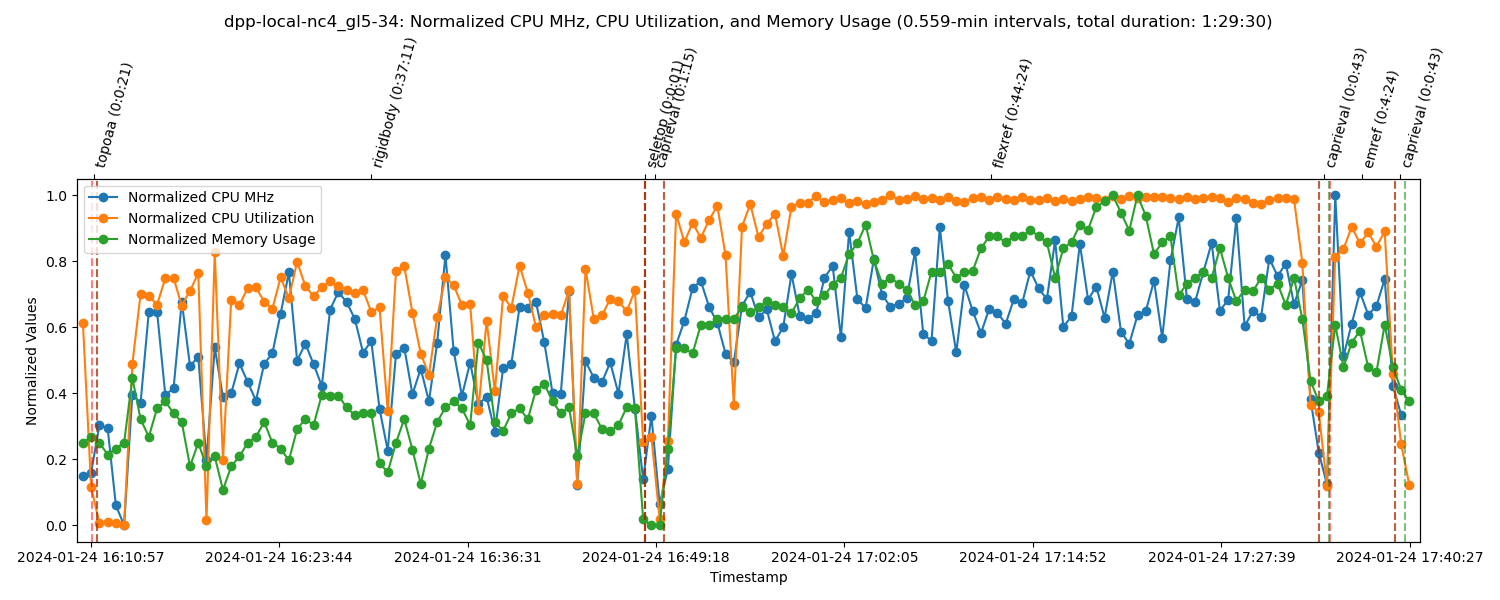 dpp-local-nc4_gl5-34: Normalized CPU MHz, CPU Utilization, and Memory Usage (0.559-min intervals, total duration: 1:29:30)
topoaa (0:0:21)
rigidbody (0:37:11)
seletop (0:0:01)
caprieval (0:1:15)
flexref (0:44:24)
caprieval (0:0:43)
emref (0:4:24)
caprieval (0:0:43)
Normalized CPU MHz
Normalized CPU Utilization
Normalized Memory Usage
Normalized Values
1.0
0.8
0.6
0.4
0.2
0.0
2024-01-24 16:10:57
2024-01-24 16:23:44
2024-01-24 16:36:31
2024-01-24 16:49:18
2024-01-24 17:02:05
2024-01-24 17:14:52
2024-01-24 17:27:39
2024-01-24 17:40:27
Timestamp